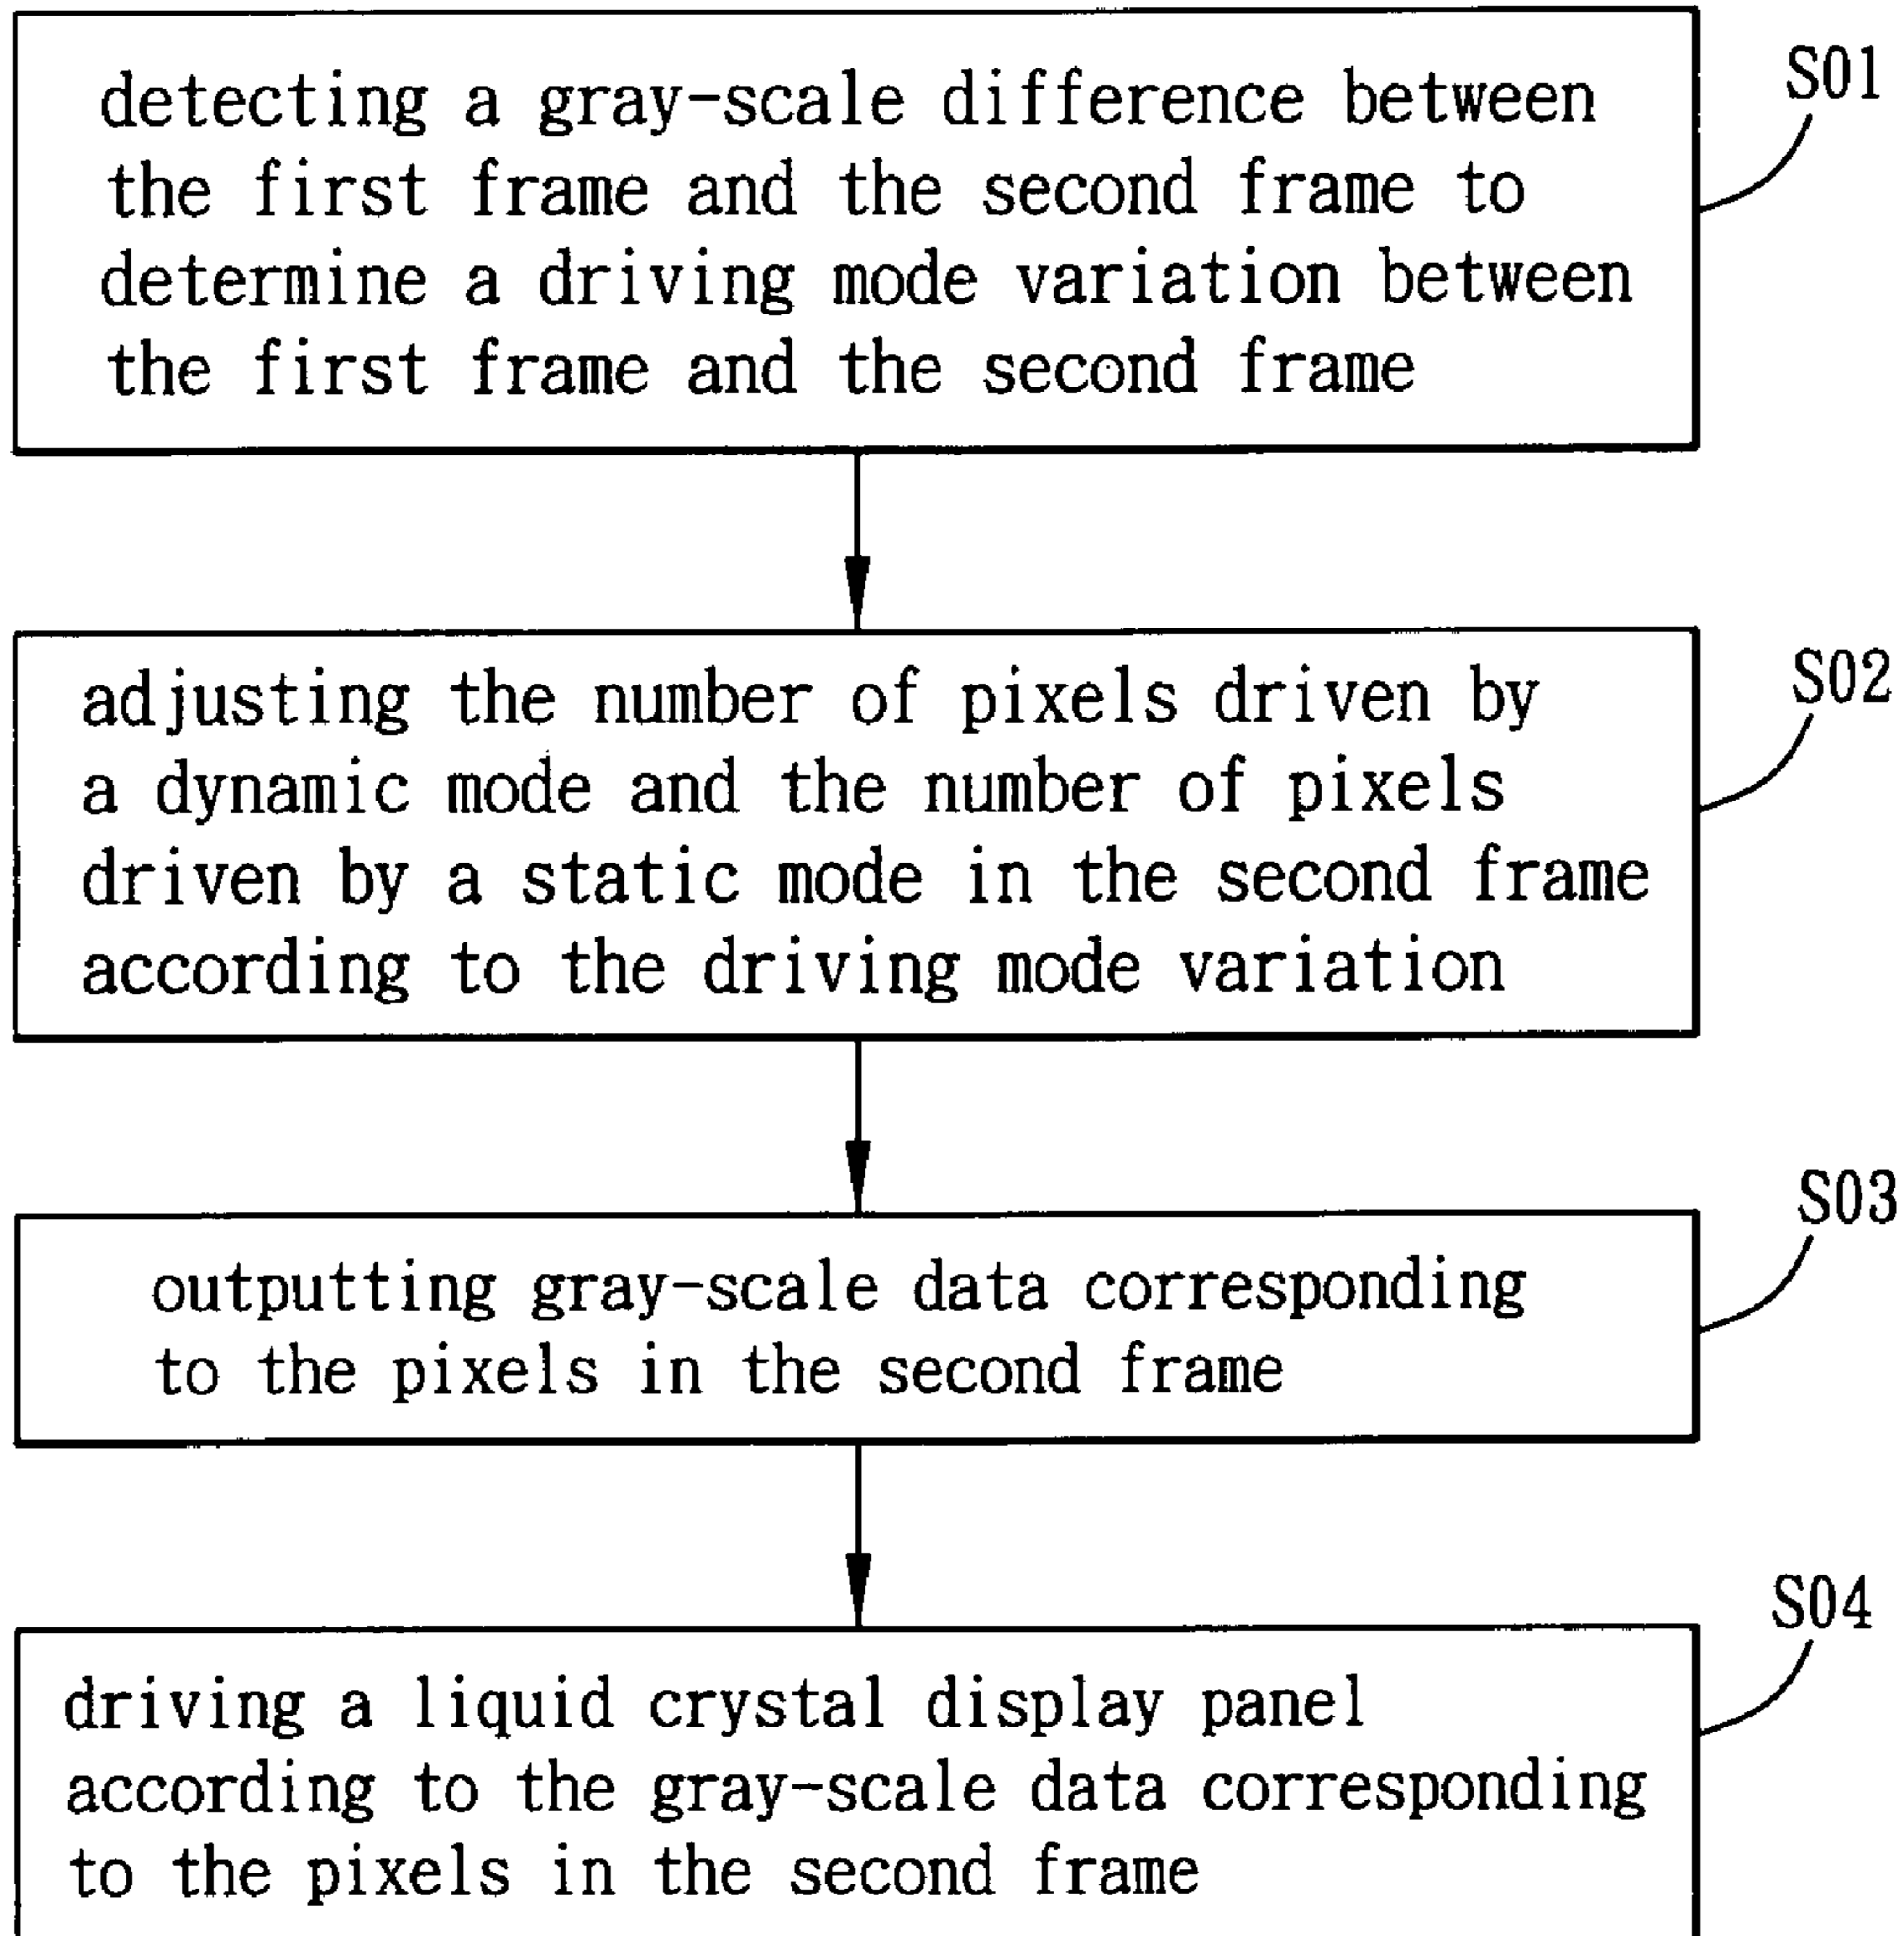 detecting a gray-scale difference between
the first frame and the second frame to
determine a driving mode variation between
the first frame and the second frame
S01
adjusting the number of pixels driven by
a dynamic mode and the number of pixels
driven by a static mode in the second frame
according to the driving mode variation
S02
outputting gray-scale data corresponding
to the pixels in the second frame
S03
driving a liquid crystal display panel
according to the gray-scale data corresponding
to the pixels in the second frame
S04